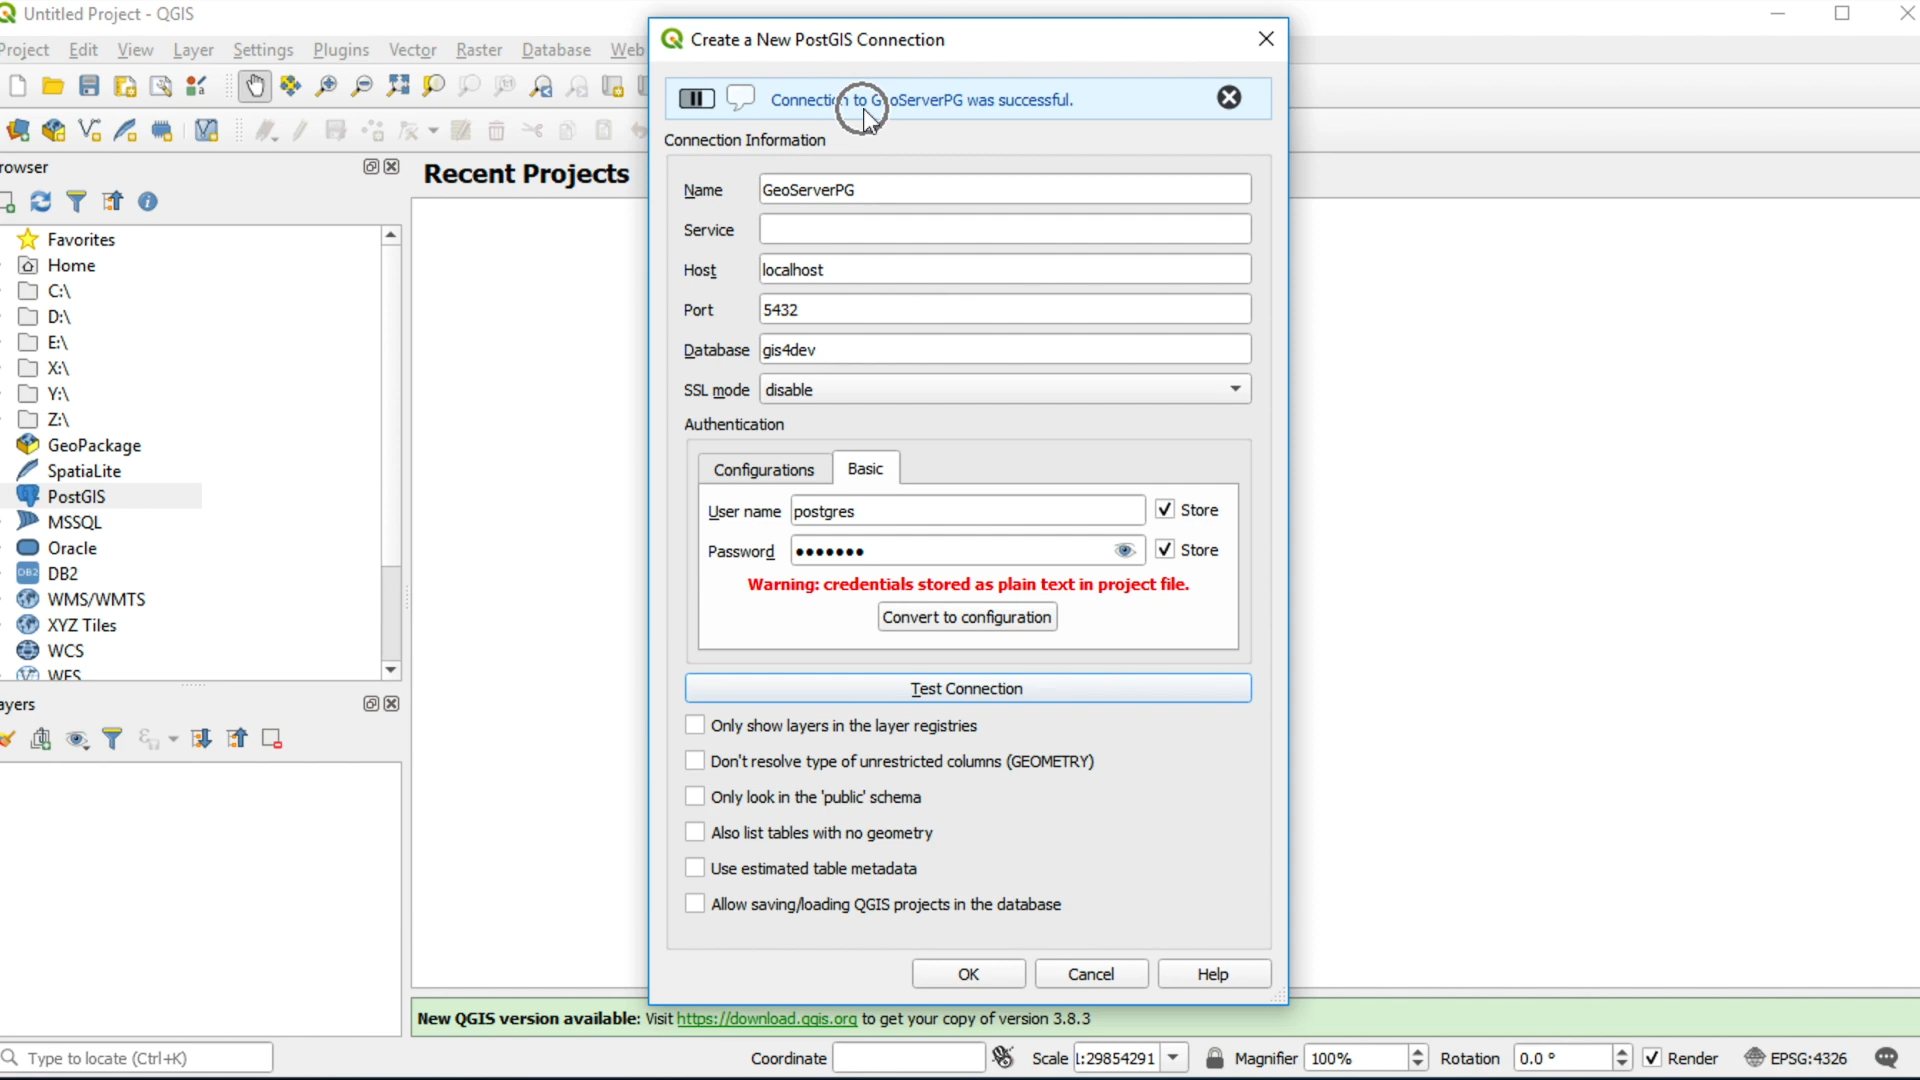 Untitled Project - QGIS
Project Edit View Layer Settings Plugins Vector Raster Database Web
rowser
Favorites
Home
C:\
D:\
E:\
X:\
Y:\
Z:\
GeoPackage
SpatiaLite
PostGIS
MSSQL
Oracle
DB2 DB2
WMS/WMTS
XYZ Tiles
WCS
WFS
ayers
Recent Projects
Create a New PostGIS Connection
Connection to GeoServerPG was successful.
Connection Information
Name GeoServerPG
Service
Host localhost
Port 5432
Database gis4dev
SSL mode disable
Authentication
Configurations Basic
User name postgres Store
Password ••••••• Store
Warning: credentials stored as plain text in project file.
Convert to configuration
Test Connection
Only show layers in the layer registries
Don't resolve type of unrestricted columns (GEOMETRY)
Only look in the 'public' schema
Also list tables with no geometry
Use estimated table metadata
Allow saving/loading QGIS projects in the database
OK Cancel Help
New QGIS version available: Visit https://download.qgis.org to get your copy of version 3.8.3
Type to locate (Ctrl+K) Coordinate Scale 1:29854291 Magnifier 100% Rotation 0.0 ° Render EPSG:4326